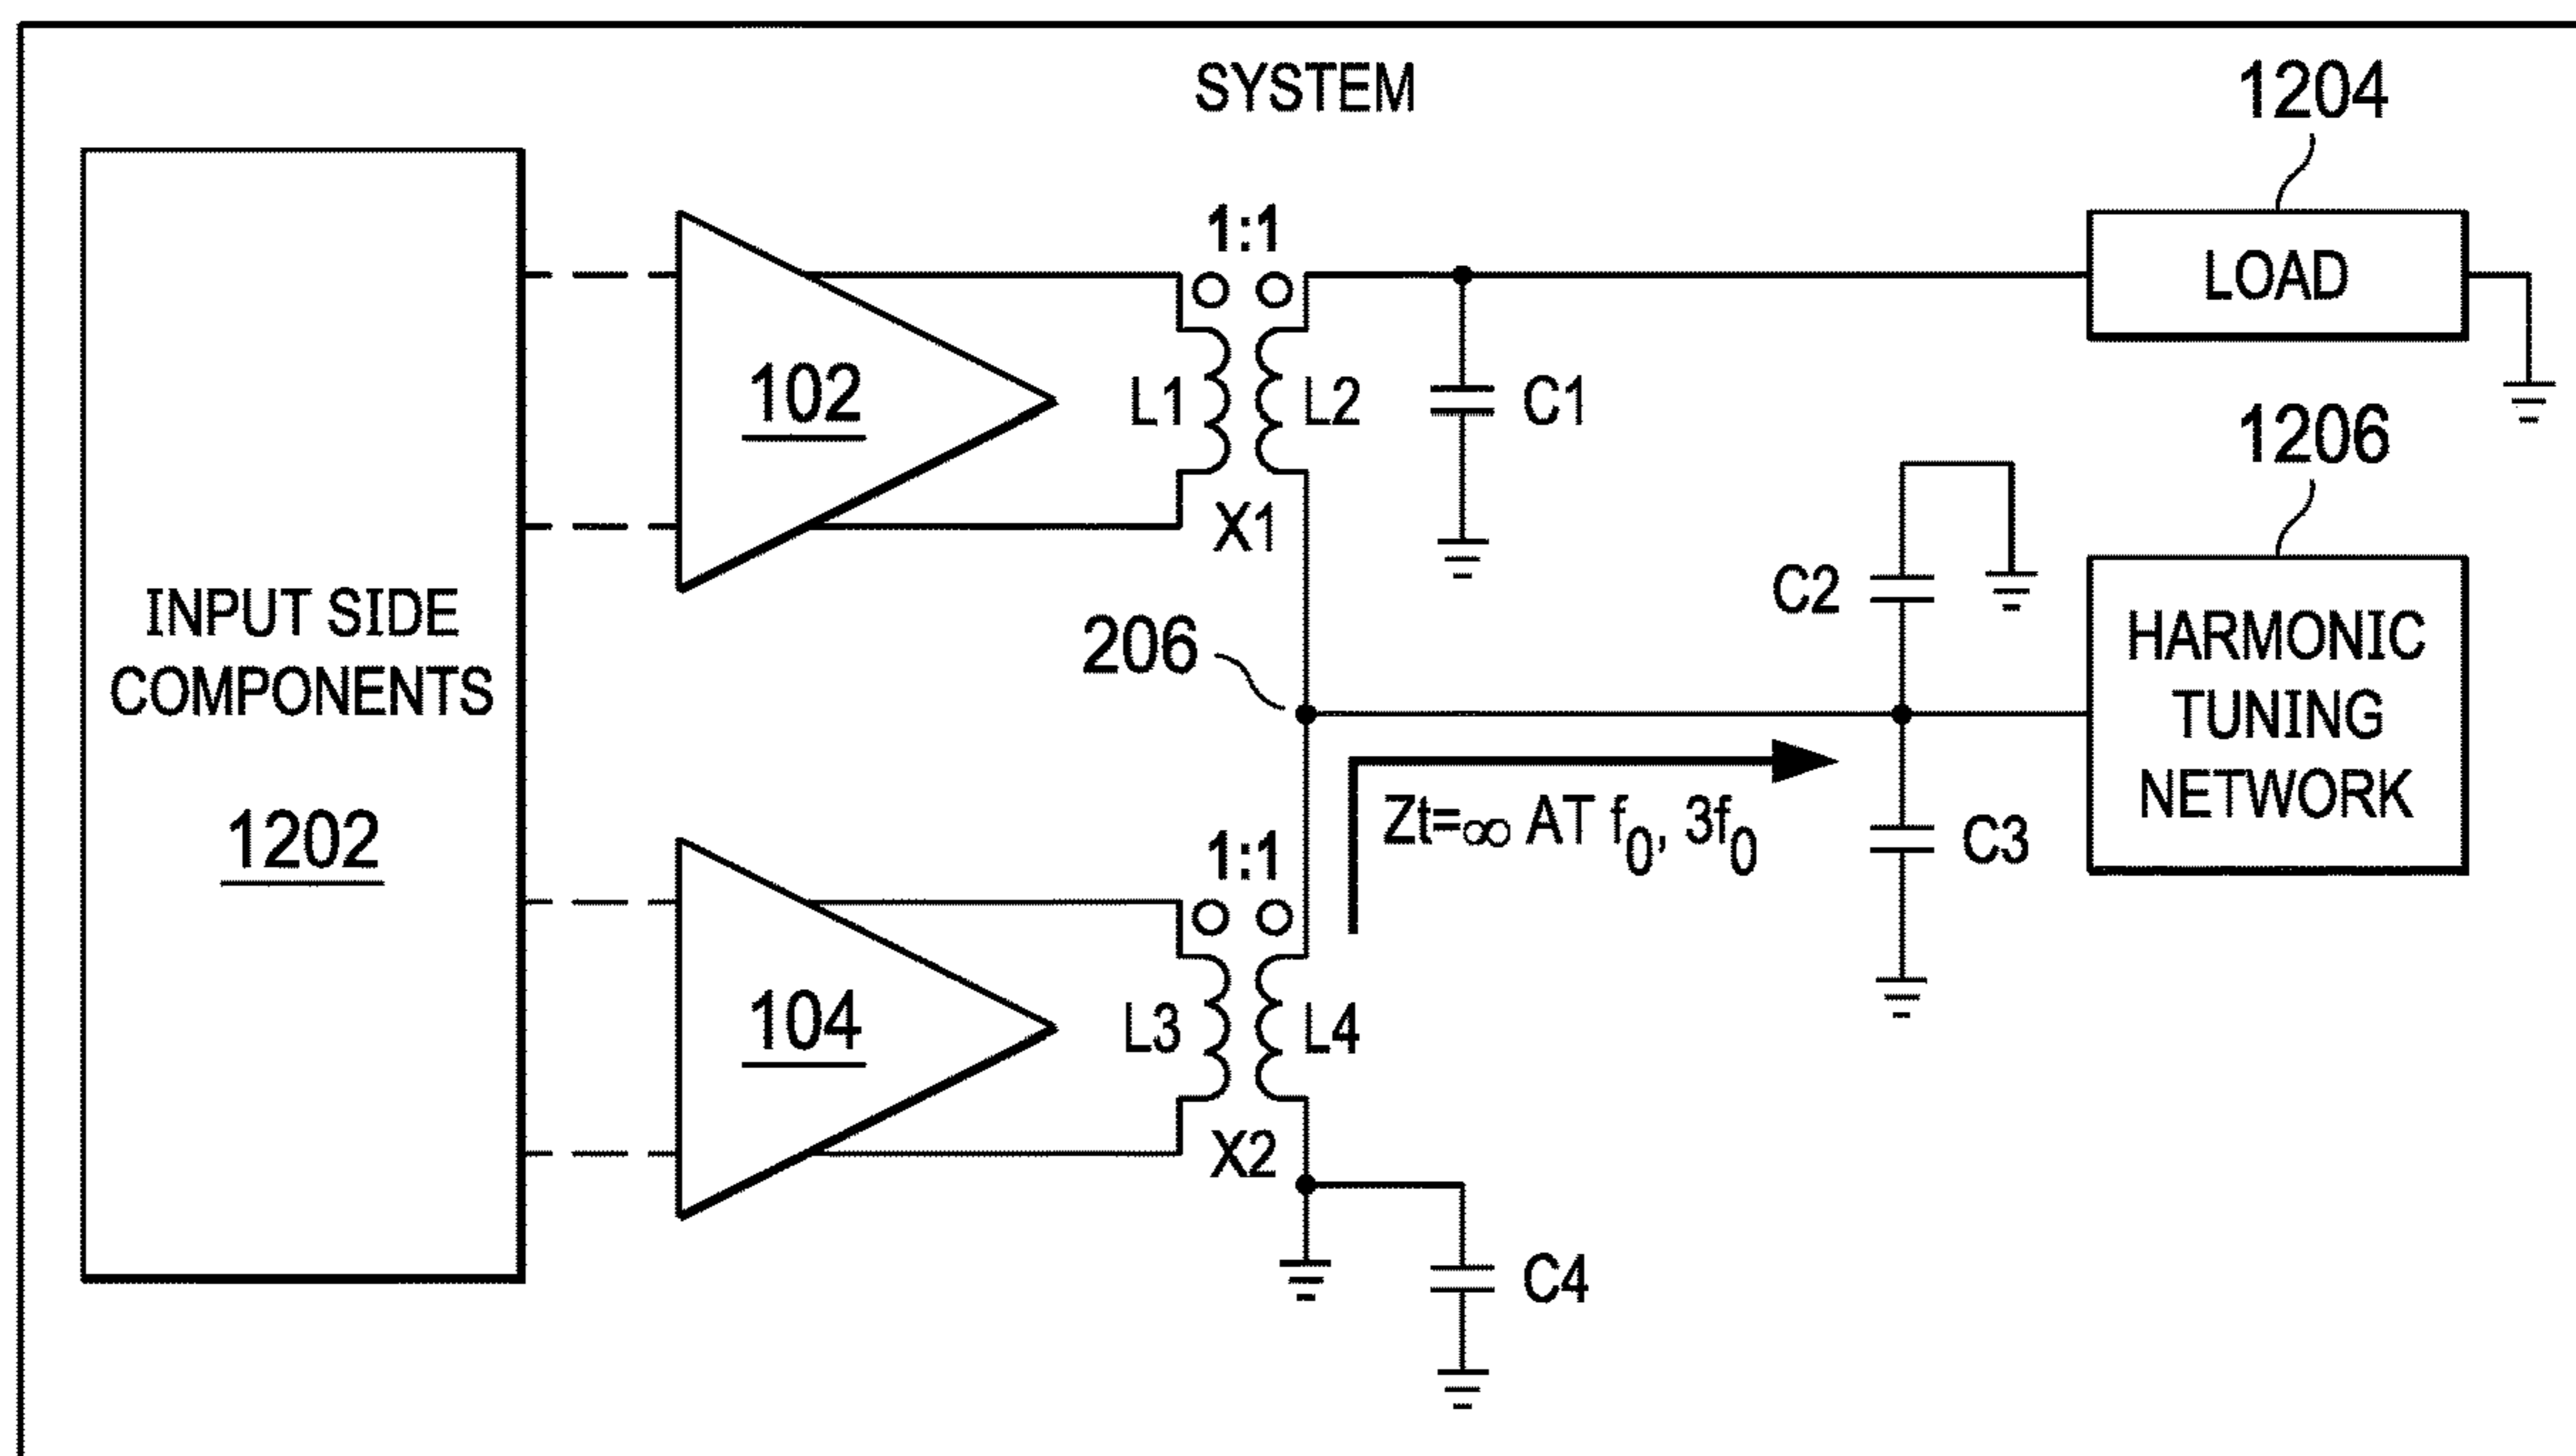 SYSTEM
1204
1:1
LOAD
102
L1
L2
C1
1206
X1
C2
INPUT SIDE
COMPONENTS
1202
206
HARMONIC
TUNING
NETWORK
Zt=∞ AT f0, 3f0
C3
1:1
104
L3
L4
X2
C4